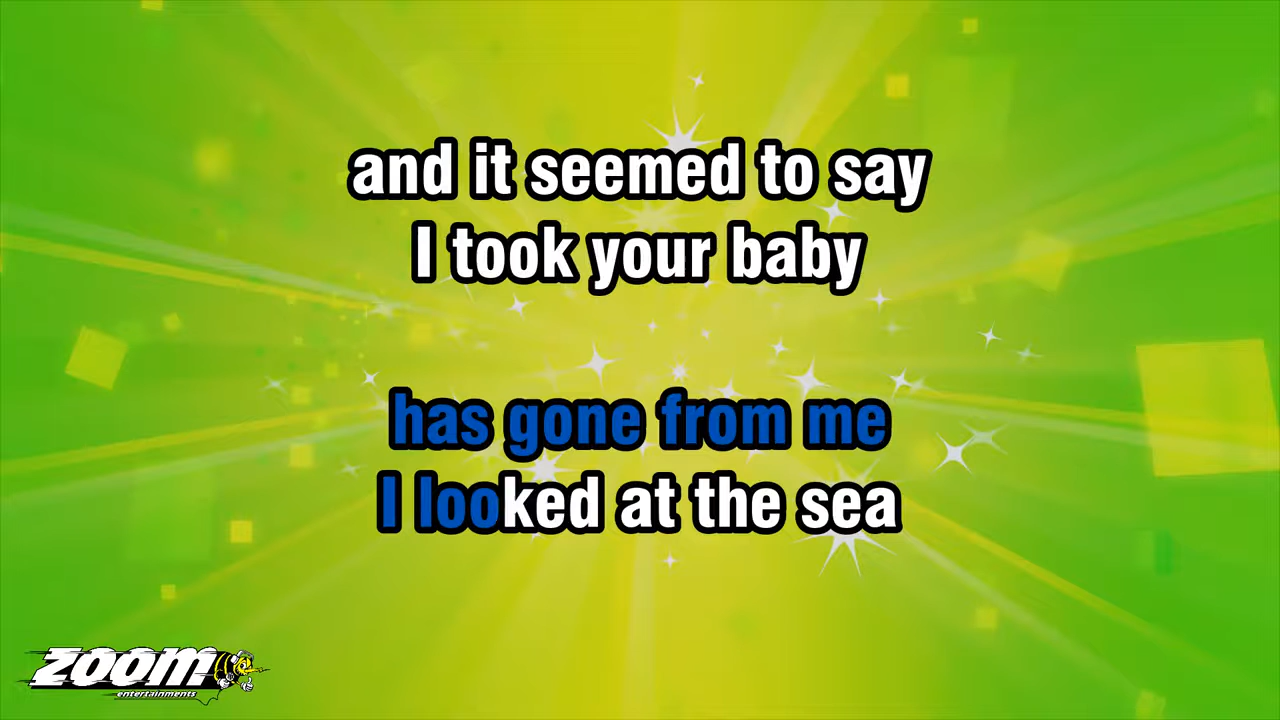 and it seemed to say
I took your baby
has gone from me
I looked at the sea
ZOOM
entertainments